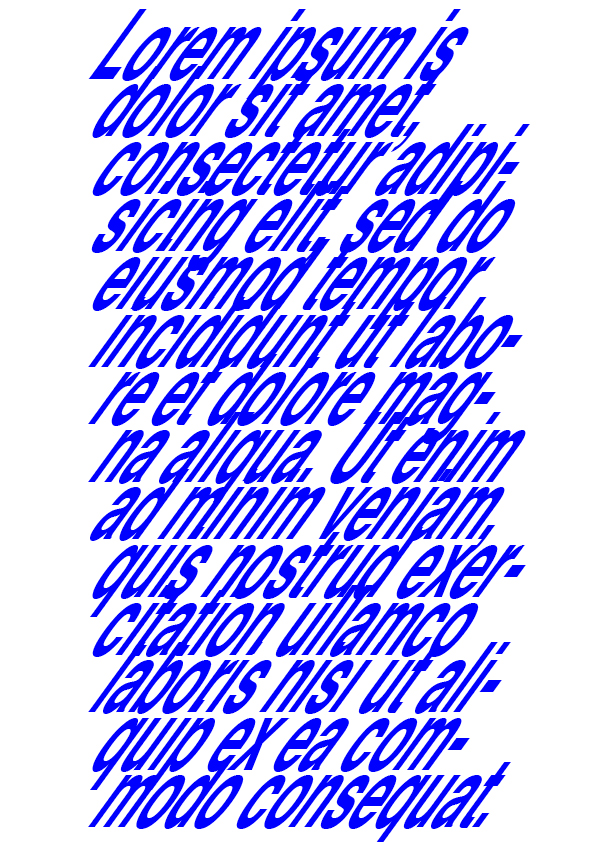 Lorem ipsum is
dolor sit amet,
consectetur adipi-
sicing elit, sed do
eiusmod tempor
incididunt ut labo-
re et dolore mag-
na aliqua. Ut enim
ad minim veniam,
quis nostrud exer-
citation ullamco
laboris nisi ut ali-
quip ex ea com-
modo consequat.